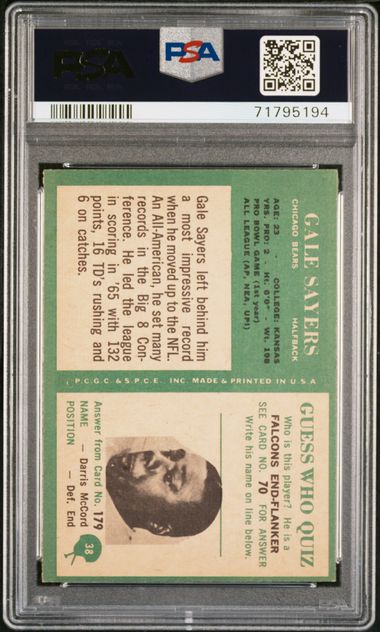 PSA
PSA
71795194
GALE SAYERS
CHICAGO BEARS HALFBACK
AGE: 23 - COLLEGE: KANSAS
YRS. PRO: 2 - Ht. 6'0" - Wt. 198
PRO BOWL GAME (1st year)
ALL LEAGUE (AP, NEA, UPI)
Gale Sayers left behind him
a most impressive record
when he moved up to the NFL.
An All-American, he set many
records in the Big 8 Con-
ference. He led the league
in scoring in '65 with 132
points, 16 TD's rushing and
6 on catches.
P.C.G.C. & S.P.C.E. INC. MADE & PRINTED IN U.S.A
GUESS WHO QUIZ
Who is this player? He is a
FALCONS END-FLANKER
SEE CARD NO. 70 FOR ANSWER
Write his name on line below.
Answer from Card No. 179
NAME — Darris McCord
POSITION — Def. End
38